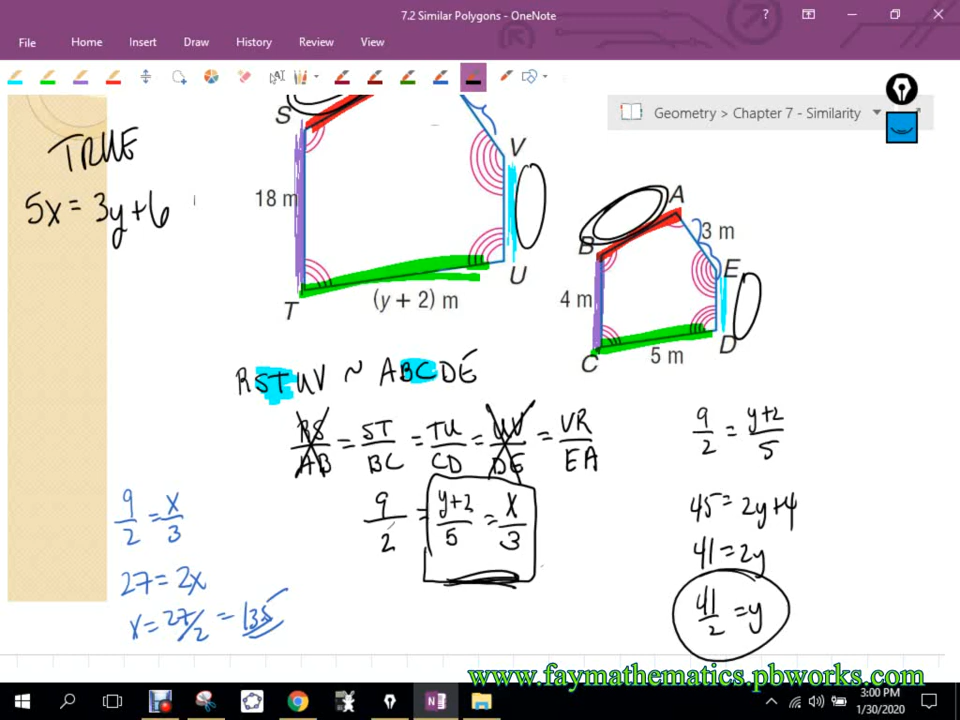 7.2 Similar Polygons - OneNote
?
File Home Insert Draw History Review View
Geometry > Chapter 7 - Similarity
TRUE
5x = 3y + 6
S
V
18 m
U
T
(y + 2) m
A
B
3 m
E
4 m
D
C
5 m
RSTUV ~ ABCDE
RS/AB = ST/BC = TU/CD = UV/DE = VR/EA
9/2 = y+2/5 = x/3
9/2 = x/3
27 = 2x
x = 27/2 = 13.5
9/2 = y+2/5
45 = 2y + 4
41 = 2y
41/2 = y
www.faymathematics.pbworks.com
3:00 PM
1/30/2020